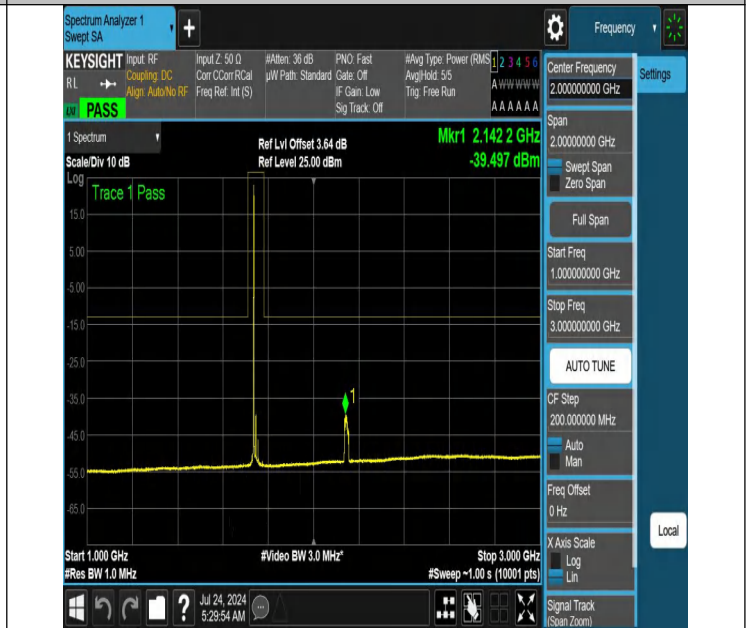 Spectrum Analyzer 1
Swept SA
+
Frequency
KEYSIGHT
RL
PASS
Input: RF
Coupling: DC
Align: Auto/No RF
Input Z: 50 Ω
Corr CCorr RCal
Freq Ref: Int (S)
#Atten: 36 dB
µW Path: Standard
PNO: Fast
Gate: Off
IF Gain: Low
Sig Track: Off
#Avg Type: Power (RMS
Avg|Hold: 5/5
Trig: Free Run
1 2 3 4 5 6
A W W W W W
A A A A A A
1 Spectrum
Scale/Div 10 dB
Ref Lvl Offset 3.64 dB
Ref Level 25.00 dBm
Mkr1 2.142 2 GHz
-39.497 dBm
Log
Trace 1 Pass
15.0
5.00
-5.00
-15.0
-25.0
-35.0
-45.0
-55.0
-65.0
1
Start 1.000 GHz
#Res BW 1.0 MHz
#Video BW 3.0 MHz*
Stop 3.000 GHz
#Sweep ~1.00 s (10001 pts)
?
Jul 24, 2024
5:29:54 AM
Center Frequency
2.000000000 GHz
Settings
Span
2.00000000 GHz
Swept Span
Zero Span
Full Span
Start Freq
1.000000000 GHz
Stop Freq
3.000000000 GHz
AUTO TUNE
CF Step
200.000000 MHz
Auto
Man
Freq Offset
0 Hz
X Axis Scale
Log
Lin
Local
Signal Track
(Span Zoom)